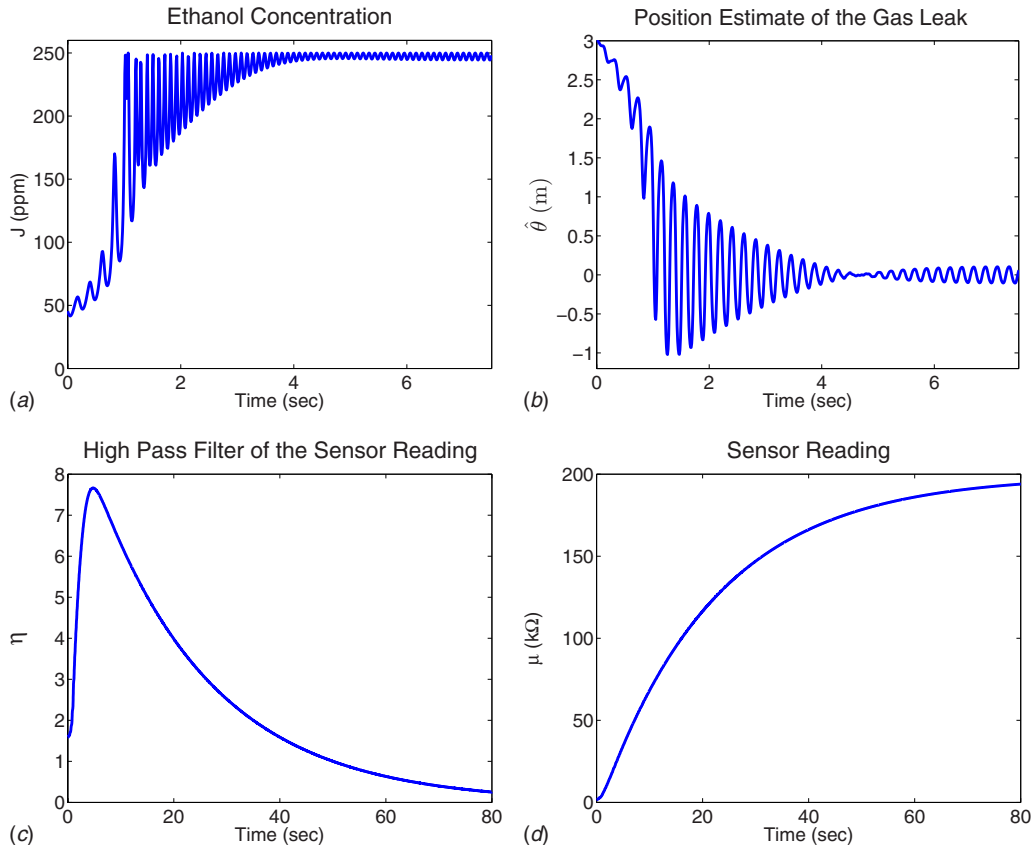 Ethanol Concentration
250
200
150
100
50
0
J (ppm)
0 2 4 6
Time (sec)
(a)
Position Estimate of the Gas Leak
3
2.5
2
1.5
1
0.5
0
−0.5
−1
θ̂ (m)
0 2 4 6
Time (sec)
(b)
High Pass Filter of the Sensor Reading
8
7
6
5
4
3
2
1
0
η
0 20 40 60 80
Time (sec)
(c)
Sensor Reading
200
150
100
50
0
μ (kΩ)
0 20 40 60 80
Time (sec)
(d)